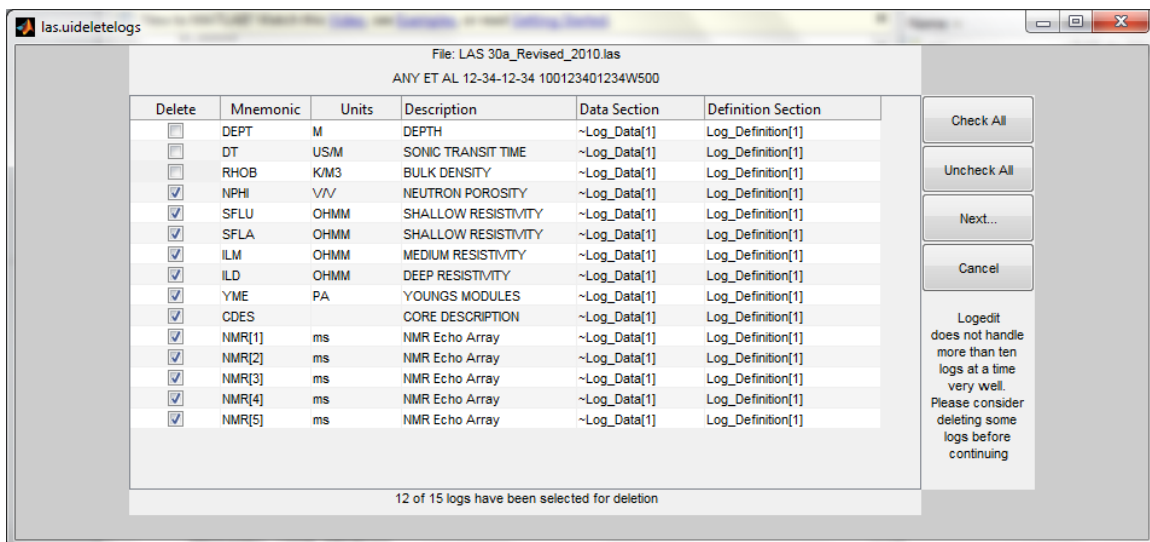 las.uideletelogs
File: LAS 30a_Revised_2010.las
ANY ET AL 12-34-12-34 100123401234W500
Delete Mnemonic Units Description Data Section Definition Section
DEPT M DEPTH ~Log_Data[1] Log_Definition[1]
DT US/M SONIC TRANSIT TIME ~Log_Data[1] Log_Definition[1]
RHOB K/M3 BULK DENSITY ~Log_Data[1] Log_Definition[1]
NPHI V/V NEUTRON POROSITY ~Log_Data[1] Log_Definition[1]
SFLU OHMM SHALLOW RESISTIVITY ~Log_Data[1] Log_Definition[1]
SFLA OHMM SHALLOW RESISTIVITY ~Log_Data[1] Log_Definition[1]
ILM OHMM MEDIUM RESISTIVITY ~Log_Data[1] Log_Definition[1]
ILD OHMM DEEP RESISTIVITY ~Log_Data[1] Log_Definition[1]
YME PA YOUNGS MODULES ~Log_Data[1] Log_Definition[1]
CDES CORE DESCRIPTION ~Log_Data[1] Log_Definition[1]
NMR[1] ms NMR Echo Array ~Log_Data[1] Log_Definition[1]
NMR[2] ms NMR Echo Array ~Log_Data[1] Log_Definition[1]
NMR[3] ms NMR Echo Array ~Log_Data[1] Log_Definition[1]
NMR[4] ms NMR Echo Array ~Log_Data[1] Log_Definition[1]
NMR[5] ms NMR Echo Array ~Log_Data[1] Log_Definition[1]
12 of 15 logs have been selected for deletion
Check All
Uncheck All
Next...
Cancel
Logedit
does not handle
more than ten
logs at a time
very well.
Please consider
deleting some
logs before
continuing